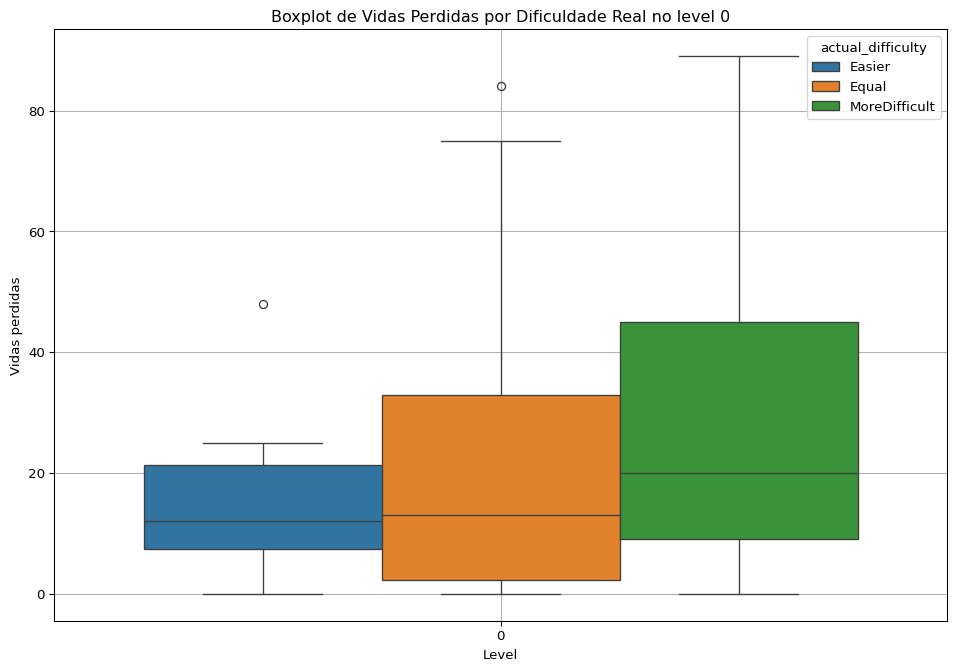 Boxplot de Vidas Perdidas por Dificuldade Real no level 0
actual_difficulty
Easier
Equal
MoreDifficult
Vidas perdidas
80
60
40
20
0
0
Level